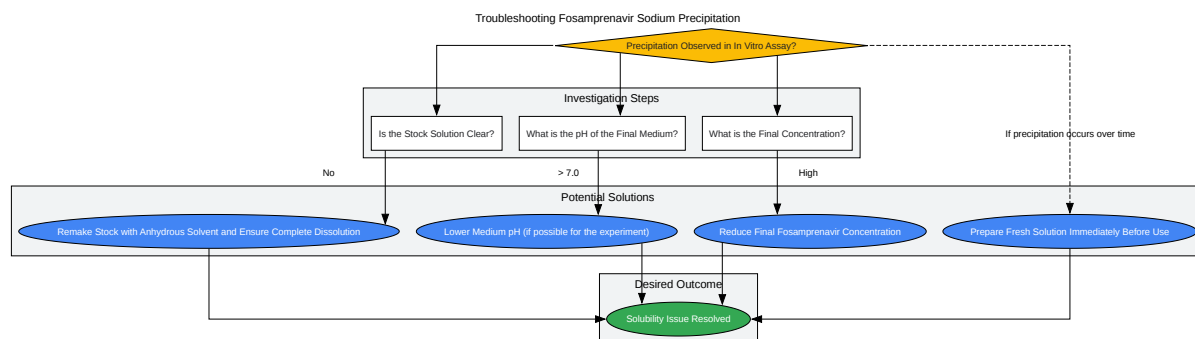 Troubleshooting Fosamprenavir Sodium Precipitation
Precipitation Observed in In Vitro Assay?
Investigation Steps
Is the Stock Solution Clear?
What is the pH of the Final Medium?
What is the Final Concentration?
If precipitation occurs over time
No
> 7.0
High
Potential Solutions
Remake Stock with Anhydrous Solvent and Ensure Complete Dissolution
Lower Medium pH (if possible for the experiment)
Reduce Final Fosamprenavir Concentration
Prepare Fresh Solution Immediately Before Use
Desired Outcome
Solubility Issue Resolved